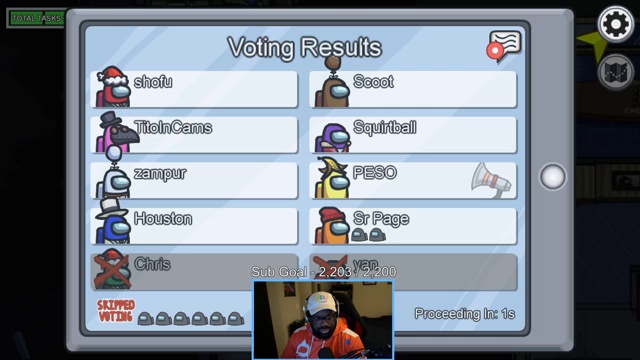 TOTAL TASKS
Voting Results
shofu
Scoot
TitoInCams
Squirtball
zampur
PESO
Houston
Sr Page
Chris
yan
Sub Goal - 2,203 / 2,200
SKIPPED
VOTING
Proceeding In: 1s